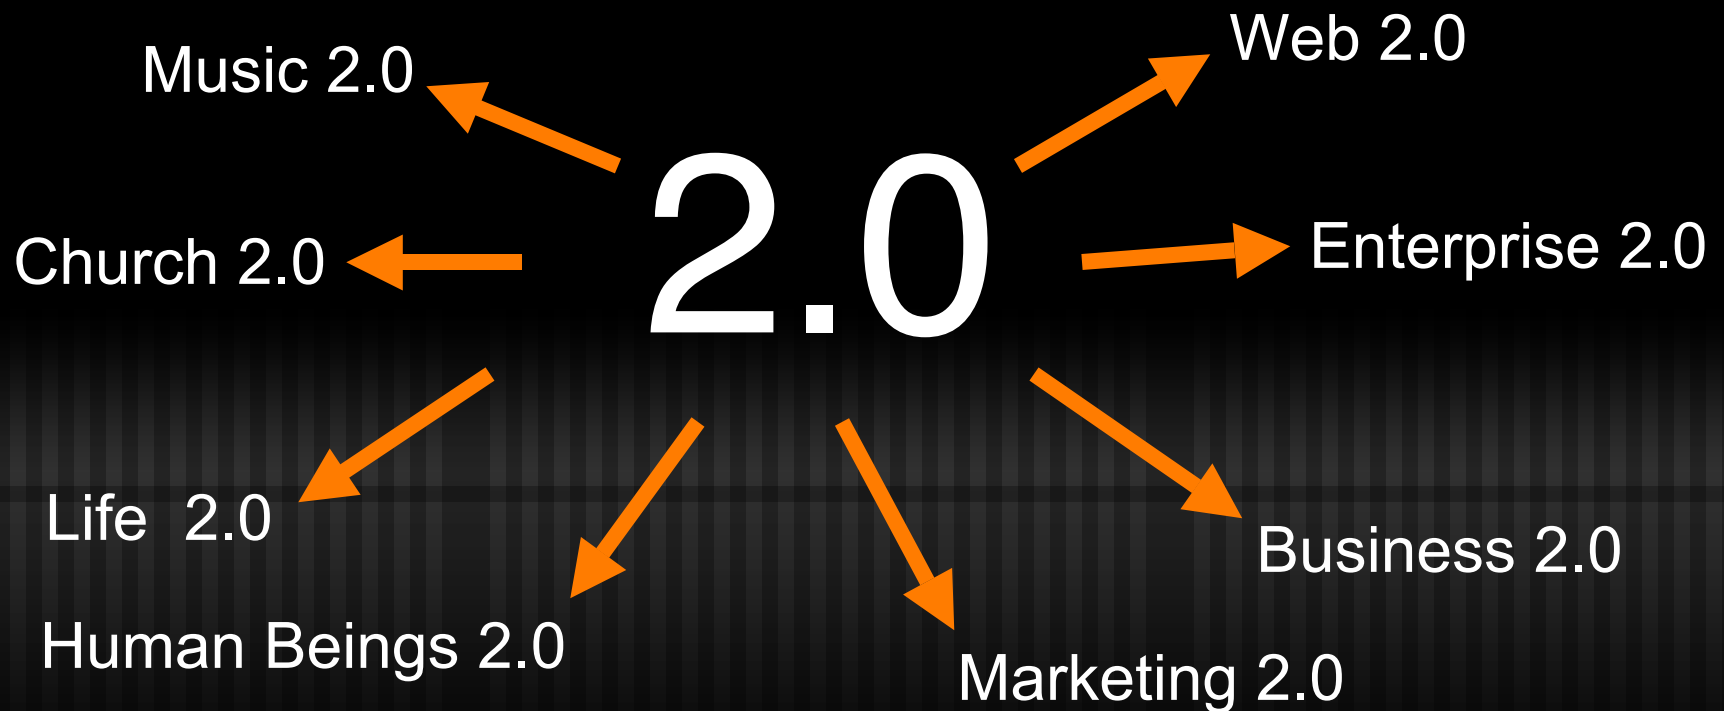 Web 2.0
Music 2.0
2.0
Church 2.0
Enterprise 2.0
Life 2.0
Business 2.0
Human Beings 2.0
Marketing 2.0